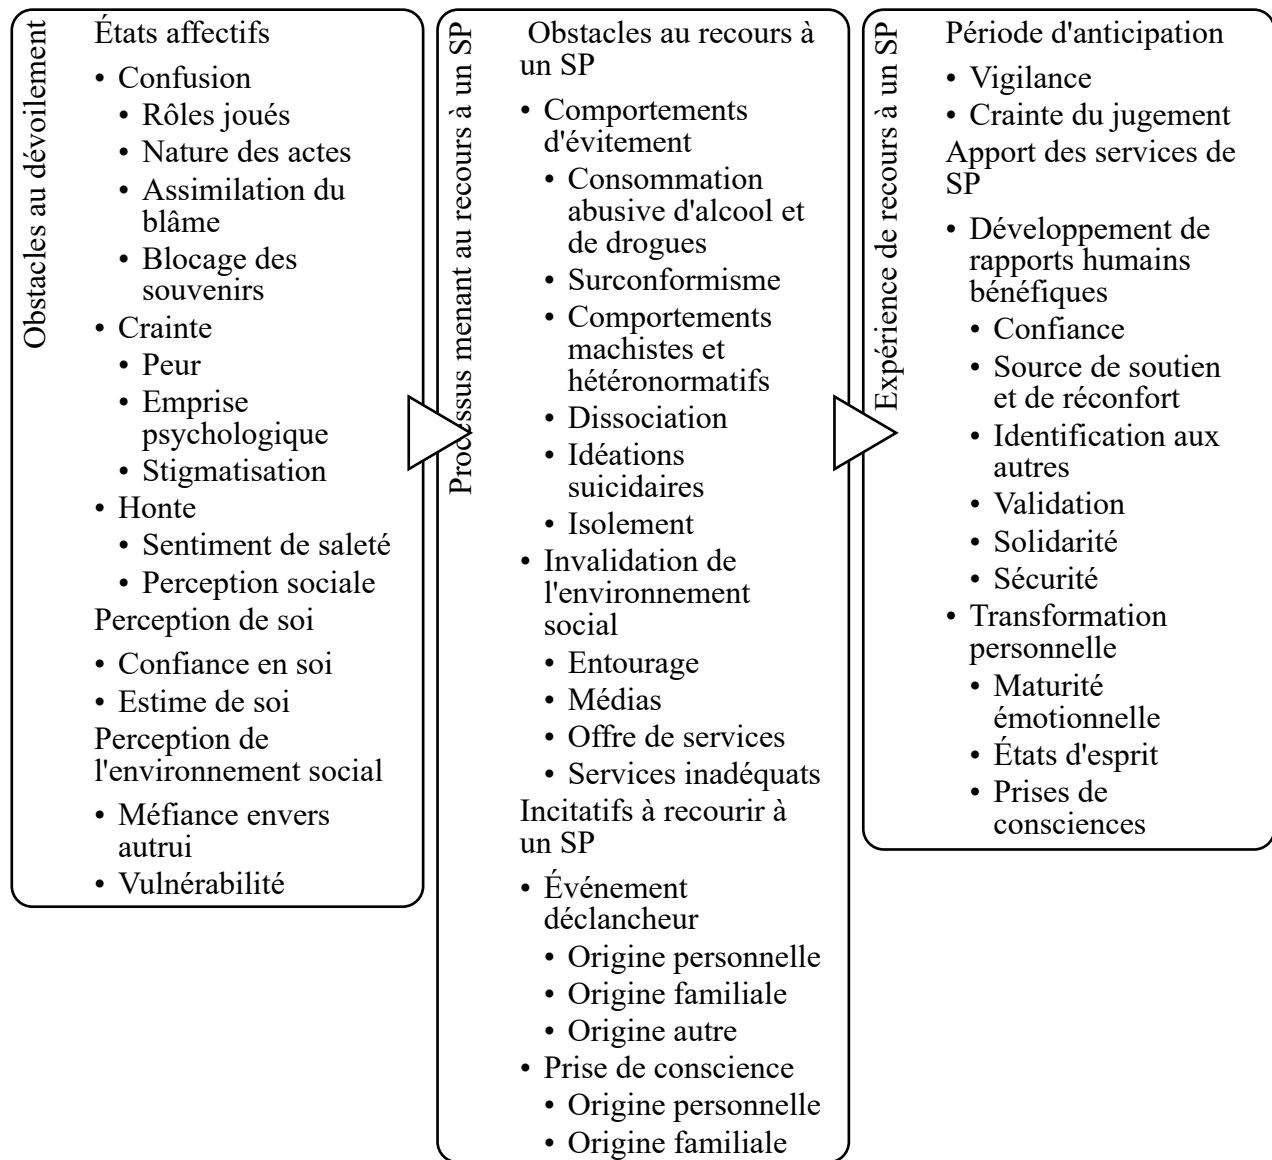 Obstacles au dévoilement
États affectifs
• Confusion
• Rôles joués
• Nature des actes
• Assimilation du
blâme
• Blocage des
souvenirs
• Crainte
• Peur
• Emprise
psychologique
• Stigmatisation
• Honte
• Sentiment de saleté
• Perception sociale
Perception de soi
• Confiance en soi
• Estime de soi
Perception de
l'environnement social
• Méfiance envers
autrui
• Vulnérabilité
Processus menant au recours à un SP
Obstacles au recours à
un SP
• Comportements
d'évitement
• Consommation
abusive d'alcool et
de drogues
• Surconformisme
• Comportements
machistes et
hétéronormatifs
• Dissociation
• Idéations
suicidaires
• Isolement
• Invalidation de
l'environnement
social
• Entourage
• Médias
• Offre de services
• Services inadéquats
Incitatifs à recourir à
un SP
• Événement
déclancheur
• Origine personnelle
• Origine familiale
• Origine autre
• Prise de conscience
• Origine personnelle
• Origine familiale
Expérience de recours à un SP
Période d'anticipation
• Vigilance
• Crainte du jugement
Apport des services de
SP
• Développement de
rapports humains
bénéfiques
• Confiance
• Source de soutien
et de réconfort
• Identification aux
autres
• Validation
• Solidarité
• Sécurité
• Transformation
personnelle
• Maturité
émotionnelle
• États d'esprit
• Prises de
consciences